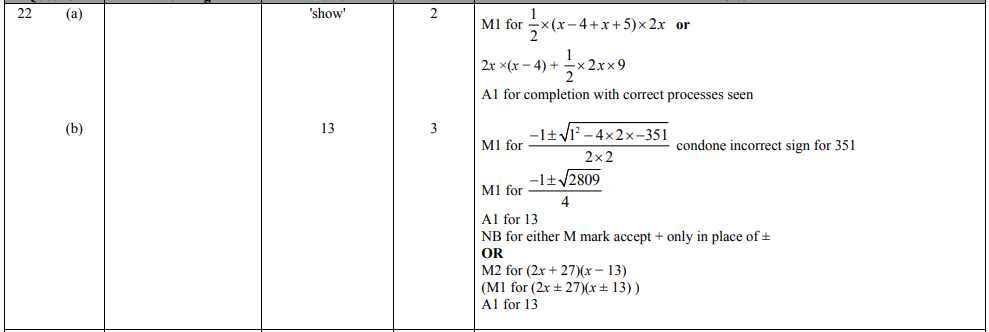 22 (a) 'show' 2 M1 for 1/2 × (x – 4 + x + 5) × 2x or
2x ×(x – 4) + 1/2 × 2x × 9
A1 for completion with correct processes seen
(b) 13 3 M1 for (–1 ± √(1² – 4 × 2 × –351))/(2 × 2) condone incorrect sign for 351
M1 for (–1 ± √2809)/4
A1 for 13
NB for either M mark accept + only in place of ±
OR
M2 for (2x + 27)(x – 13)
(M1 for (2x ± 27)(x ± 13) )
A1 for 13